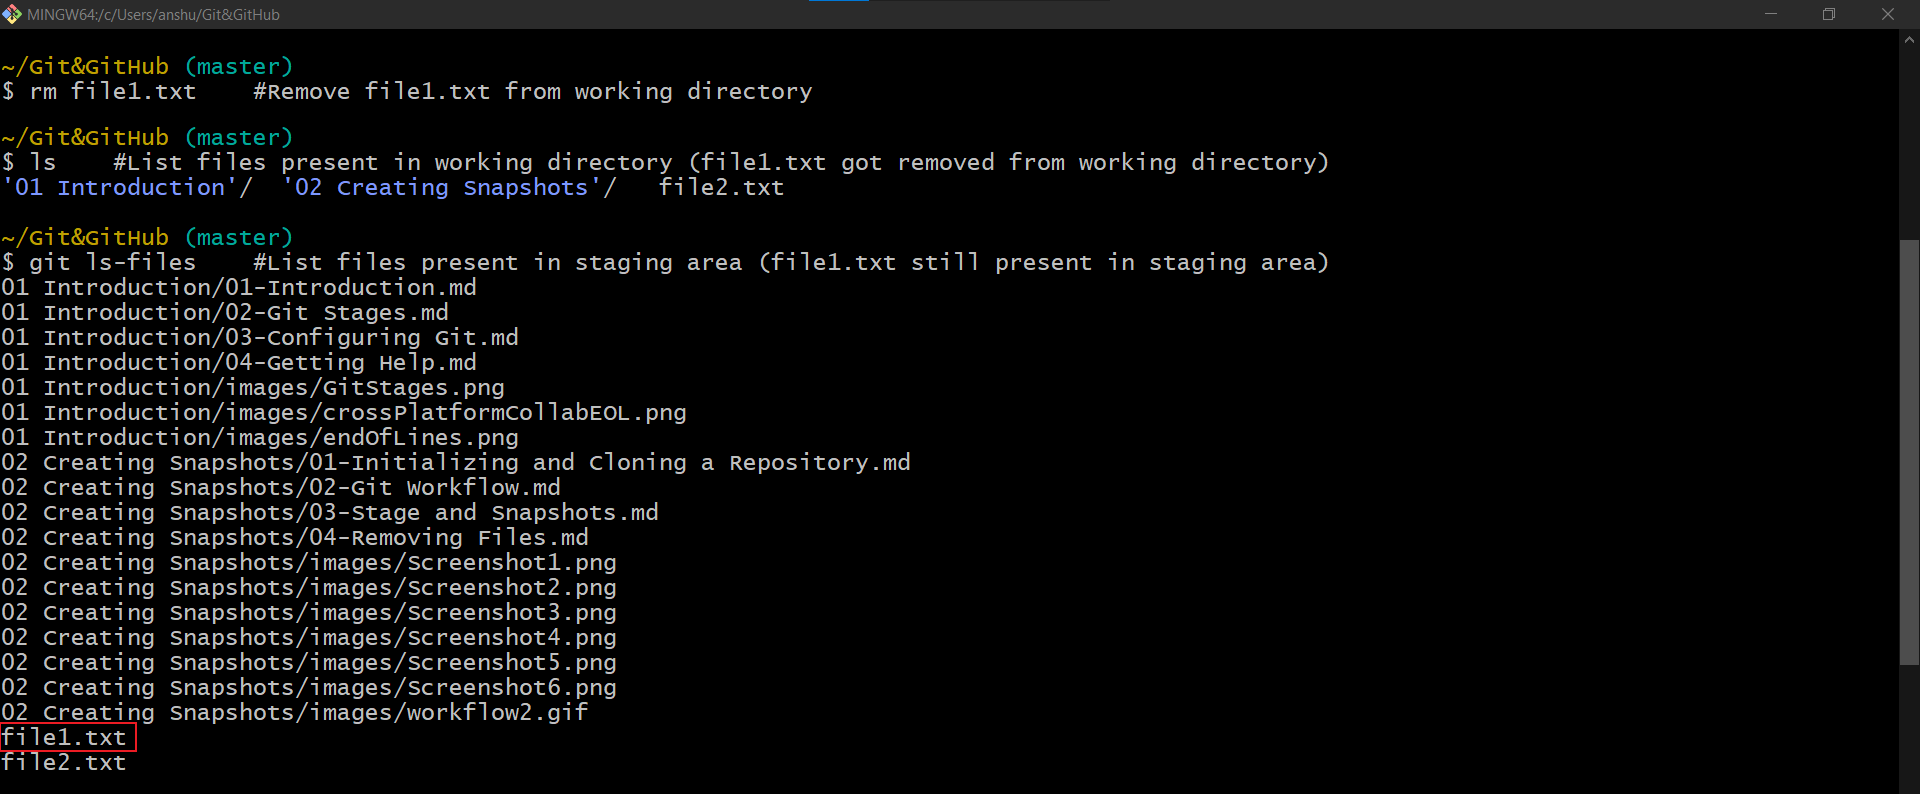 MINGW64:/c/Users/anshu/Git&GitHub
~/Git&GitHub (master)
$ rm file1.txt    #Remove file1.txt from working directory
~/Git&GitHub (master)
$ ls    #List files present in working directory (file1.txt got removed from working directory)
'01 Introduction'/  '02 Creating Snapshots'/   file2.txt
~/Git&GitHub (master)
$ git ls-files    #List files present in staging area (file1.txt still present in staging area)
01 Introduction/01-Introduction.md
01 Introduction/02-Git Stages.md
01 Introduction/03-Configuring Git.md
01 Introduction/04-Getting Help.md
01 Introduction/images/GitStages.png
01 Introduction/images/crossPlatformCollabEOL.png
01 Introduction/images/endOfLines.png
02 Creating Snapshots/01-Initializing and Cloning a Repository.md
02 Creating Snapshots/02-Git Workflow.md
02 Creating Snapshots/03-Stage and Snapshots.md
02 Creating Snapshots/04-Removing Files.md
02 Creating Snapshots/images/Screenshot1.png
02 Creating Snapshots/images/Screenshot2.png
02 Creating Snapshots/images/Screenshot3.png
02 Creating Snapshots/images/Screenshot4.png
02 Creating Snapshots/images/Screenshot5.png
02 Creating Snapshots/images/Screenshot6.png
02 Creating Snapshots/images/workflow2.gif
file1.txt
file2.txt